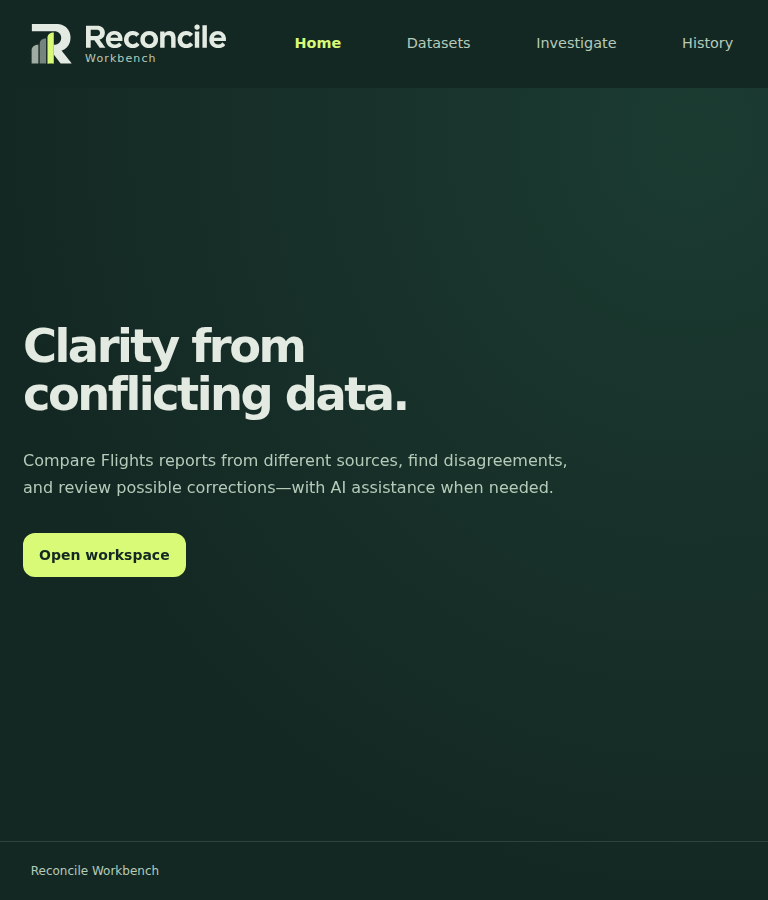 Reconcile
Workbench
Home
Datasets
Investigate
History
Clarity from
conflicting data.
Compare Flights reports from different sources, find disagreements,
and review possible corrections—with AI assistance when needed.
Open workspace
Reconcile Workbench